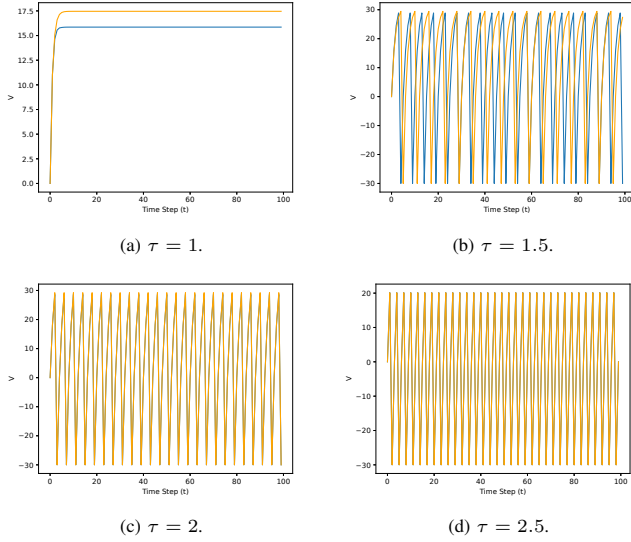 17.5
15.0
12.5
10.0
7.5
5.0
2.5
0.0
V
0 20 40 60 80 100
Time Step (t)
(a) τ = 1.
30
20
10
0
−10
−20
−30
V
0 20 40 60 80 100
Time Step (t)
(b) τ = 1.5.
30
20
10
0
−10
−20
−30
V
0 20 40 60 80 100
Time Step (t)
(c) τ = 2.
20
10
0
−10
−20
−30
V
0 20 40 60 80 100
Time Step (t)
(d) τ = 2.5.